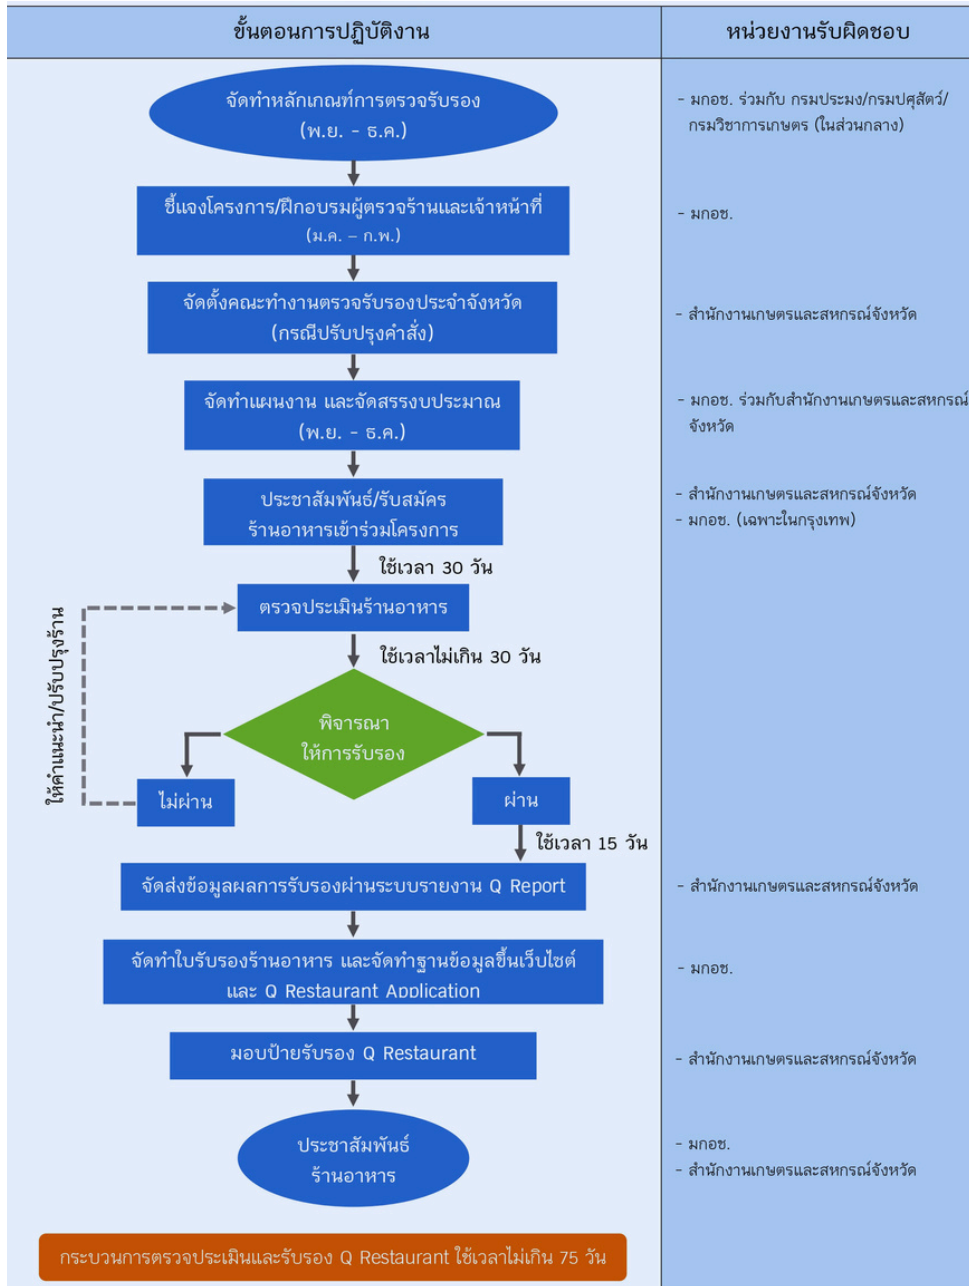 ขั้นตอนการปฏิบัติงาน
หน่วยงานรับผิดชอบ
จัดทำหลักเกณฑ์การตรวจรับรอง
(พ.ย. - ธ.ค.)
- มกอช. ร่วมกับ กรมประมง/กรมปศุสัตว์/
กรมวิชาการเกษตร (ในส่วนกลาง)
ชี้แจงโครงการ/ฝึกอบรมผู้ตรวจร้านและเจ้าหน้าที่
(ม.ค. – ก.พ.)
- มกอช.
จัดตั้งคณะทำงานตรวจรับรองประจำจังหวัด
(กรณีปรับปรุงคำสั่ง)
- สำนักงานเกษตรและสหกรณ์จังหวัด
จัดทำแผนงาน และจัดสรรงบประมาณ
(พ.ย. - ธ.ค.)
- มกอช. ร่วมกับสำนักงานเกษตรและสหกรณ์
จังหวัด
ประชาสัมพันธ์/รับสมัคร
ร้านอาหารเข้าร่วมโครงการ
- สำนักงานเกษตรและสหกรณ์จังหวัด
- มกอช. (เฉพาะในกรุงเทพ)
ใช้เวลา 30 วัน
ตรวจประเมินร้านอาหาร
ใช้เวลาไม่เกิน 30 วัน
ให้คำแนะนำ/ปรับปรุงร้าน
พิจารณา
ให้การรับรอง
ไม่ผ่าน
ผ่าน
ใช้เวลา 15 วัน
จัดส่งข้อมูลผลการรับรองผ่านระบบรายงาน Q Report
- สำนักงานเกษตรและสหกรณ์จังหวัด
จัดทำใบรับรองร้านอาหาร และจัดทำฐานข้อมูลขึ้นเว็บไซต์
และ Q Restaurant Application
- มกอช.
มอบป้ายรับรอง Q Restaurant
- สำนักงานเกษตรและสหกรณ์จังหวัด
ประชาสัมพันธ์
ร้านอาหาร
- มกอช.
- สำนักงานเกษตรและสหกรณ์จังหวัด
กระบวนการตรวจประเมินและรับรอง Q Restaurant ใช้เวลาไม่เกิน 75 วัน